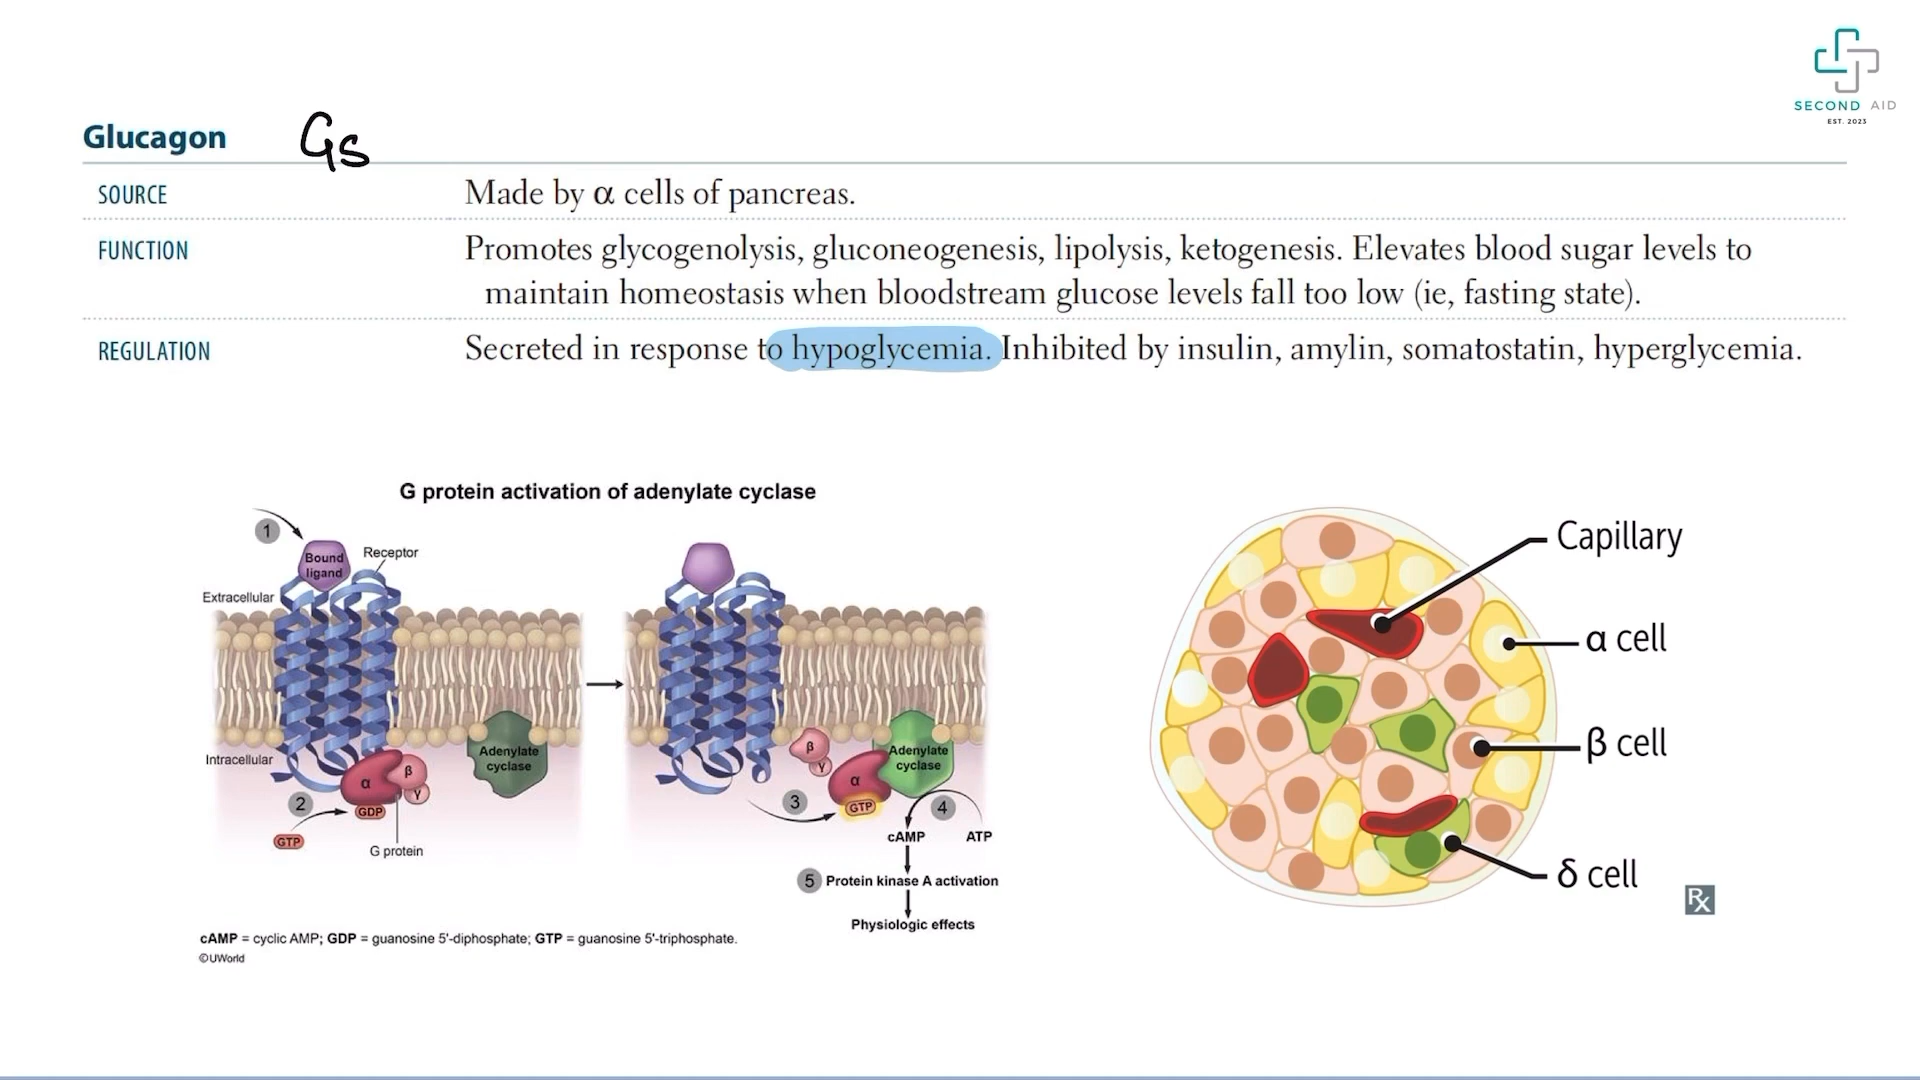 SECOND AID
EST. 2023
Glucagon Gs
SOURCE Made by α cells of pancreas.
FUNCTION Promotes glycogenolysis, gluconeogenesis, lipolysis, ketogenesis. Elevates blood sugar levels to
maintain homeostasis when bloodstream glucose levels fall too low (ie, fasting state).
REGULATION Secreted in response to hypoglycemia. Inhibited by insulin, amylin, somatostatin, hyperglycemia.
G protein activation of adenylate cyclase
1
Bound
ligand
Receptor
Extracellular
Intracellular
Adenylate
cyclase
α
β
γ
2
GDP
GTP
G protein
β
γ
Adenylate
cyclase
α
GTP
3
4
cAMP
ATP
5 Protein kinase A activation
Physiologic effects
cAMP = cyclic AMP; GDP = guanosine 5'-diphosphate; GTP = guanosine 5'-triphosphate.
©UWorld
Capillary
α cell
β cell
δ cell
Rx